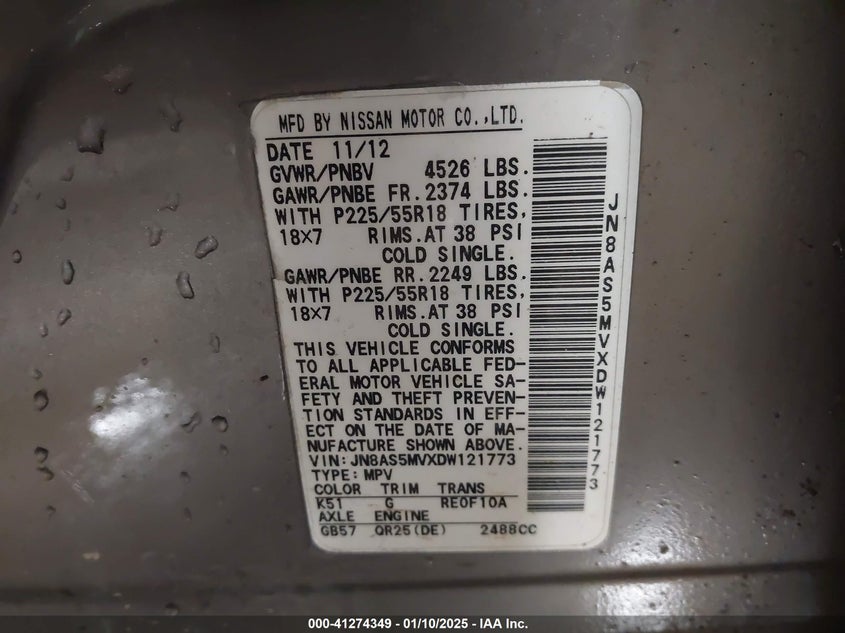 MFD BY NISSAN MOTOR CO.,LTD.
DATE 11/12
GVWR/PNBV 4526 LBS.
GAWR/PNBE FR.2374 LBS.
WITH P225/55R18 TIRES,
18×7 RIMS.AT 38 PSI
COLD SINGLE.
GAWR/PNBE RR.2249 LBS.
WITH P225/55R18 TIRES,
18×7 RIMS.AT 38 PSI
COLD SINGLE.
THIS VEHICLE CONFORMS
TO ALL APPLICABLE FED-
ERAL MOTOR VEHICLE SA-
FETY AND THEFT PREVEN-
TION STANDARDS IN EFF-
ECT ON THE DATE OF MA-
NUFACTURE SHOWN ABOVE.
VIN:JN8AS5MVXDW121773
TYPE:MPV
COLOR TRIM TRANS
K51 G RE0F10A
AXLE ENGINE
GB57 QR25(DE) 2488CC
JN8AS5MVXDW121773
000-41274349 — 01/10/2025 — IAA Inc.